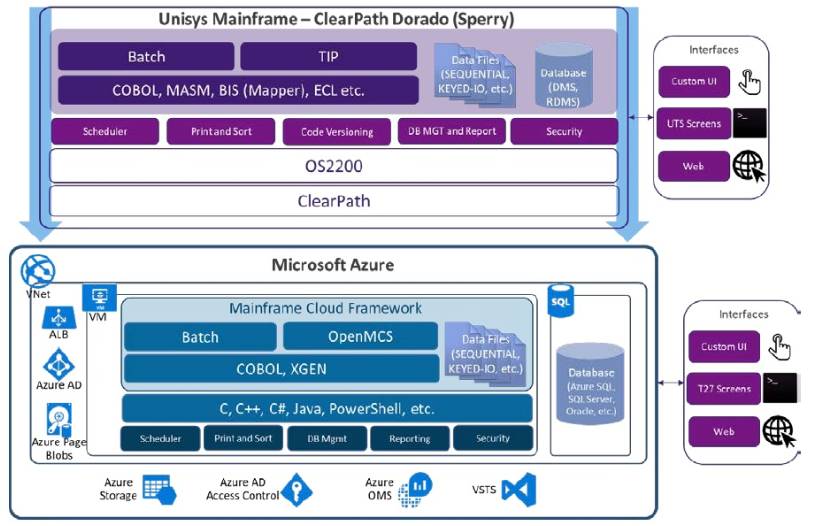 Unisys Mainframe – ClearPath Dorado (Sperry)
Batch
TIP
COBOL, MASM, BIS (Mapper), ECL etc.
Data Files
(SEQUENTIAL,
KEYED-IO, etc.)
Database
(DMS,
RDMS)
Scheduler
Print and Sort
Code Versioning
DB MGT and Report
Security
OS2200
ClearPath
Interfaces
Custom UI
UTS Screens
>_
Web
Microsoft Azure
VNet
ALB
Azure AD
Azure Page
Blobs
VM
VM
Mainframe Cloud Framework
Batch
OpenMCS
COBOL, XGEN
Data Files
(SEQUENTIAL,
KEYED-IO, etc.)
C, C++, C#, Java, PowerShell, etc.
Scheduler
Print and Sort
DB Mgmt
Reporting
Security
SQL
Database
(Azure SQL,
SQL Server,
Oracle, etc.)
Interfaces
Custom UI
T27 Screens
>_
Web
Azure
Storage
Azure AD
Access Control
Azure
OMS
VSTS